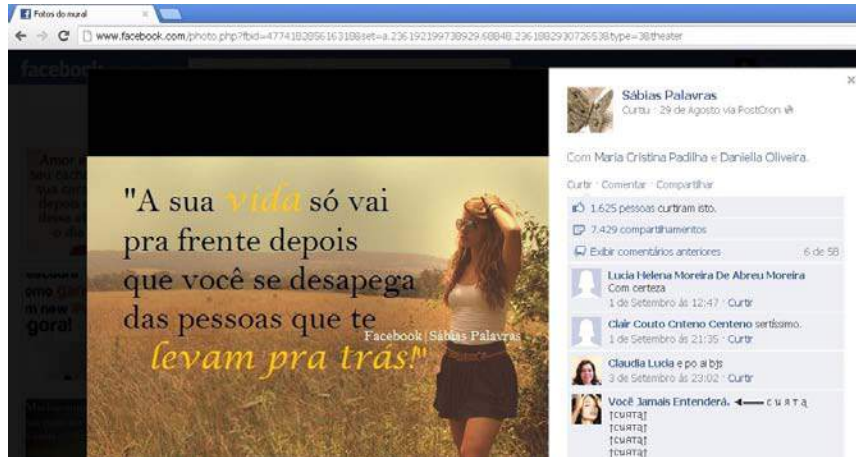 Fotos do mural
www.facebook.com/photo.php?fbid=477418285616318&set=a.236192199738929.68848.236188293072653&type=3&theater
facebook
"A sua vida só vai
pra frente depois
que você se desapega
das pessoas que te
Facebook|Sábias Palavras
levam pra trás!"
Sábias Palavras
Curtiu · 29 de Agosto via PostCron
Com Maria Cristina Padilha e Daniella Oliveira.
Curtir · Comentar · Compartilhar
1.625 pessoas curtiram isto.
7.429 compartilhamentos
Exibir comentários anteriores 6 de 58
Lucia Helena Moreira De Abreu Moreira
Com certeza
1 de Setembro às 12:47 · Curtir
Clair Couto Cnteno Centeno sertíssimo.
1 de Setembro às 21:35 · Curtir
Claudia Lucia e po ai bjs
3 de Setembro às 23:02 · Curtir
Você Jamais Entenderá.